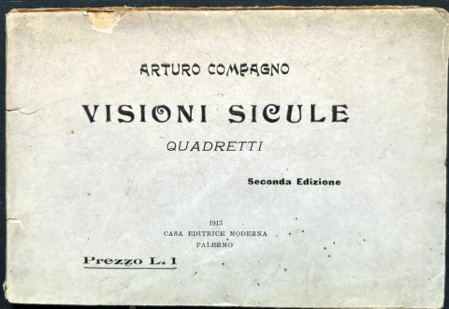 ARTURO COMPAGNO
VISIONI SICULE
QUADRETTI
Seconda Edizione
1913
CASA EDITRICE MODERNA
PALERMO
Prezzo L. 1